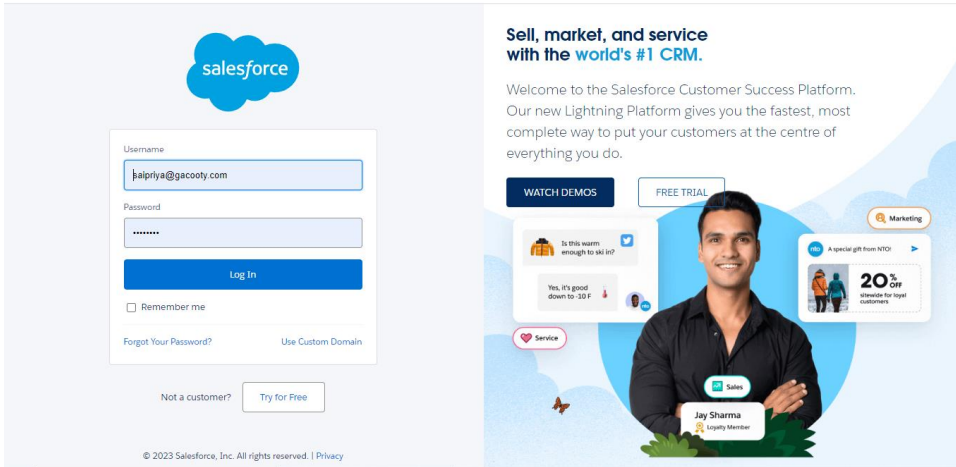 salesforce
Username
saipriya@gacooty.com
Password
••••••••
Log In
Remember me
Forgot Your Password?
Use Custom Domain
Not a customer?
Try for Free
© 2023 Salesforce, Inc. All rights reserved. | Privacy
Sell, market, and service
with the world's #1 CRM.
Welcome to the Salesforce Customer Success Platform.
Our new Lightning Platform gives you the fastest, most
complete way to put your customers at the centre of
everything you do.
WATCH DEMOS
FREE TRIAL
Marketing
Is this warm
enough to ski in?
Yes, it's good
down to -10 F
nto
Service
nto
A special gift from NTO!
20% OFF
sitewide for loyal
customers
Sales
Jay Sharma
Loyalty Member